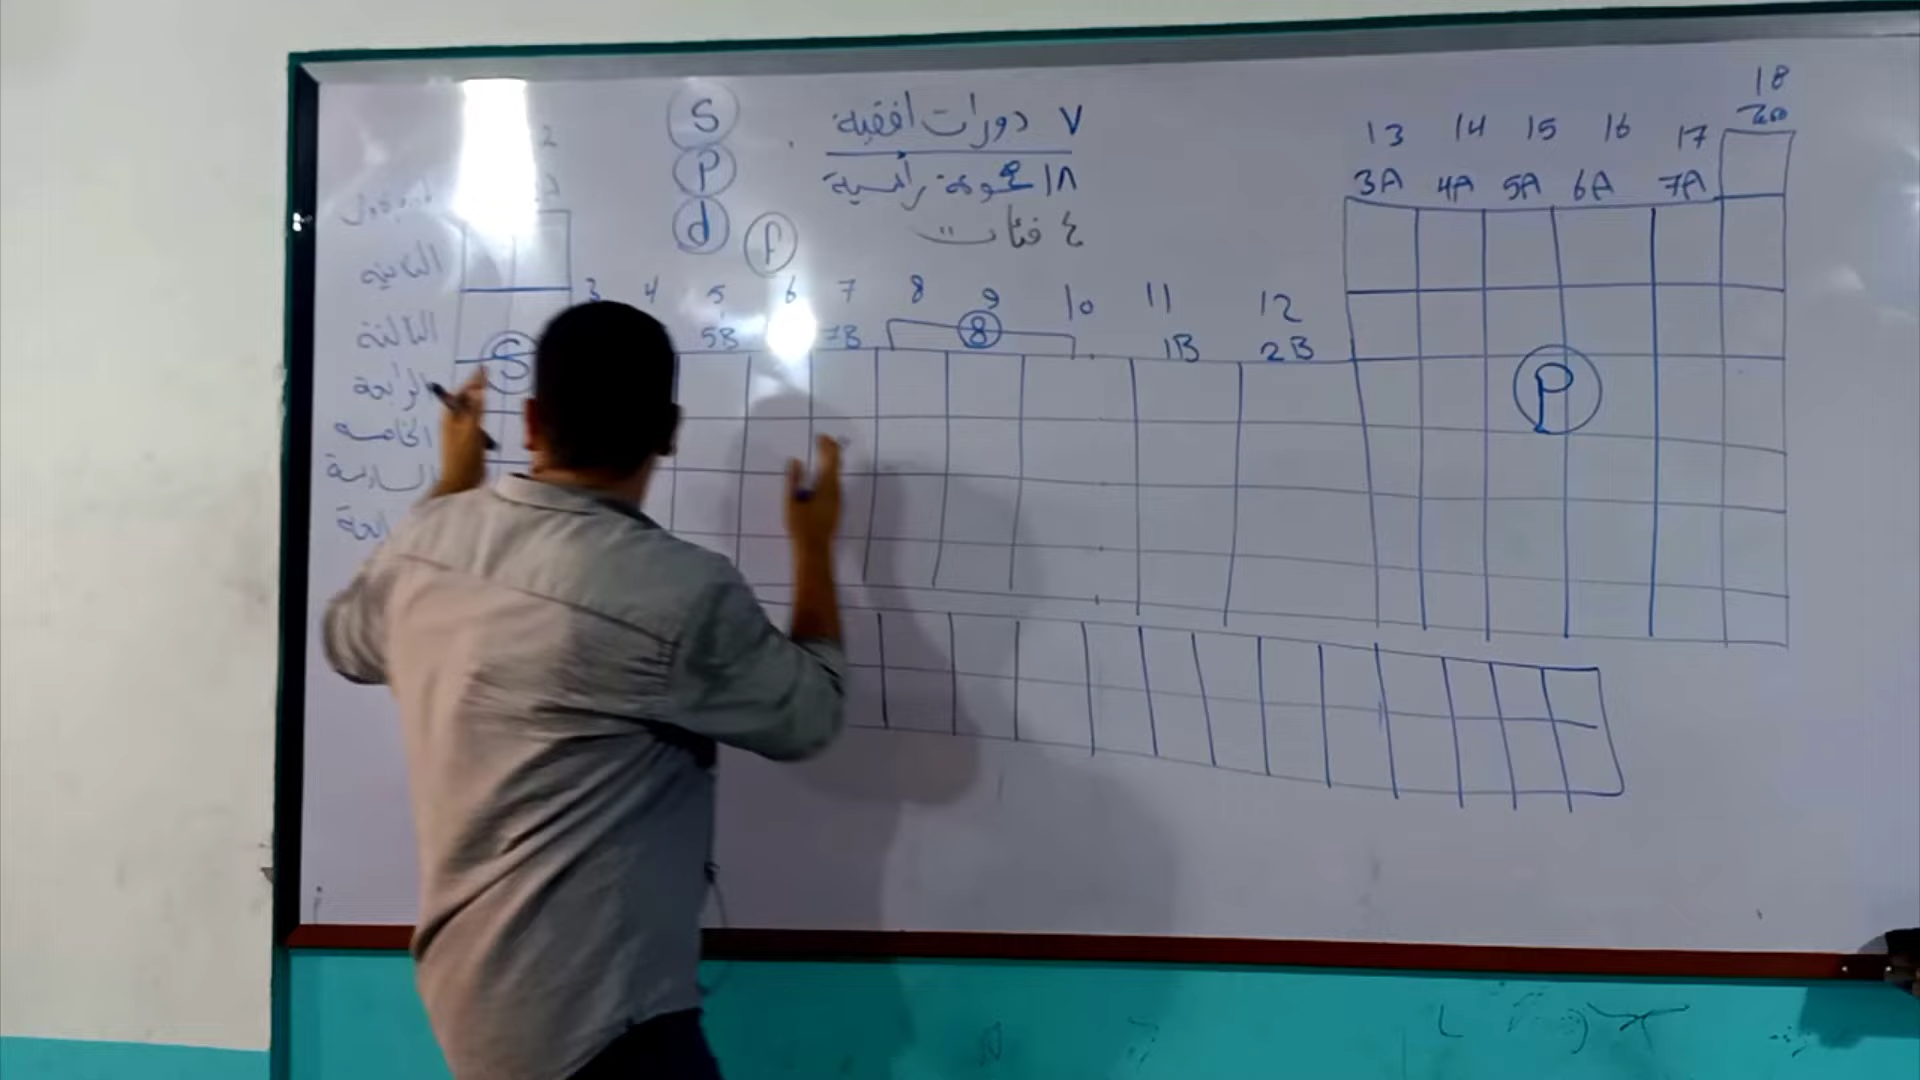 ٧ دورات أفقية
١٨ مجموعة رأسية
٤ فئات
S
P
d
f
2
18
13 14 15 16 17
3A 4A 5A 6A 7A
3 4 5 6 7 8 9 10 11 12
5B 7B 8 1B 2B
الثانية
الثالثة
الرابعة
الخامسة
السادسة
S
P